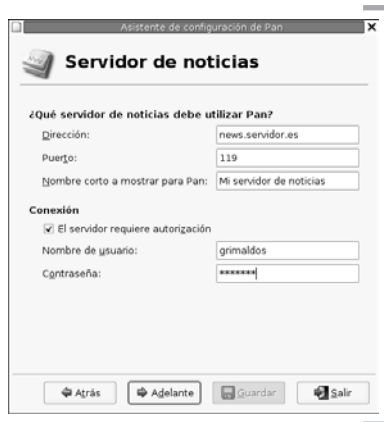 Asistente de configuración de Pan
Servidor de noticias
¿Qué servidor de noticias debe utilizar Pan?
Dirección: news.servidor.es
Puerto: 119
Nombre corto a mostrar para Pan: Mi servidor de noticias
Conexión
El servidor requiere autorización
Nombre de usuario: grimaldos
Contraseña: *******
Atrás Adelante Guardar Salir